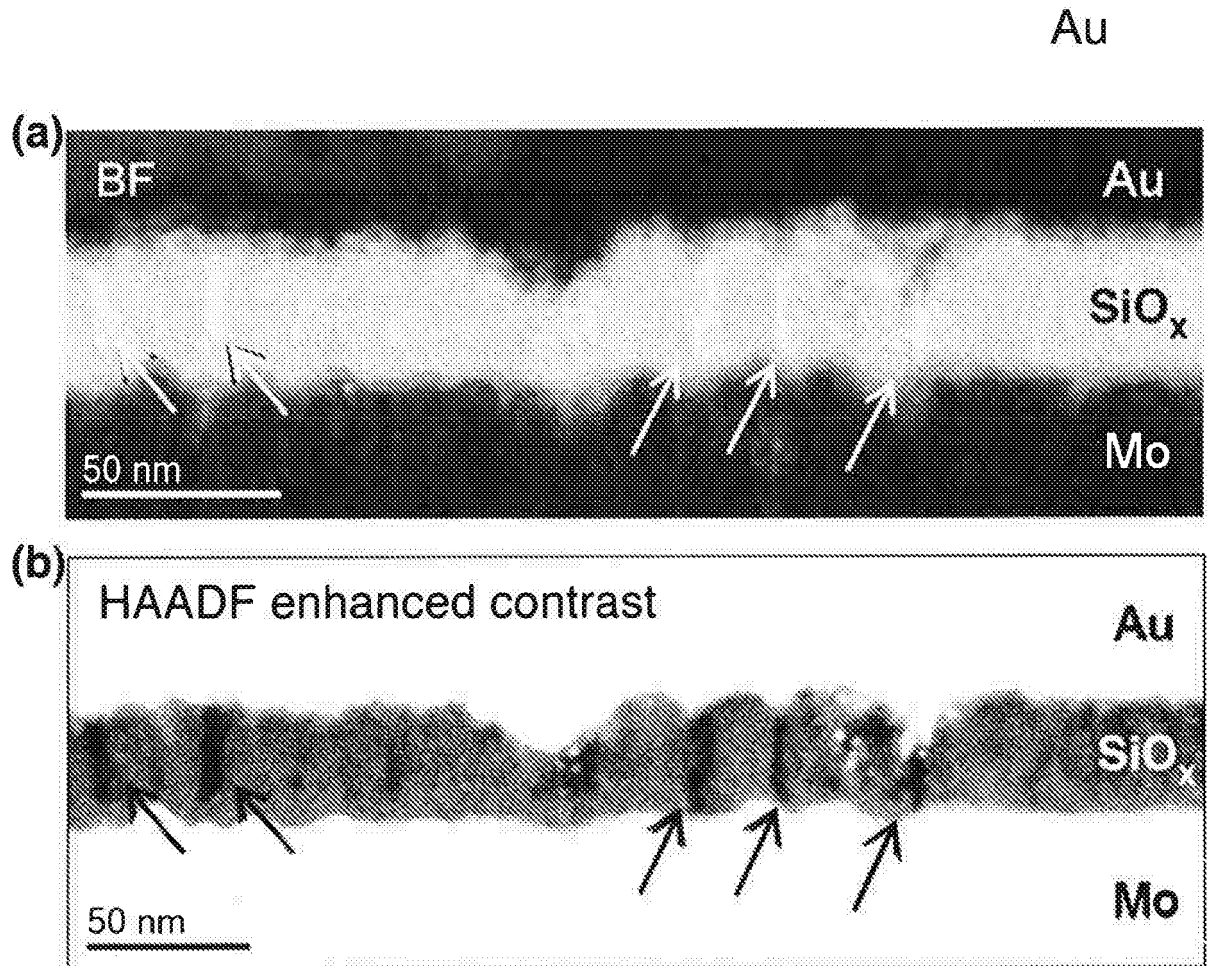 Au
(a)
BF
Au
SiOx
Mo
50 nm
(b)
HAADF enhanced contrast
Au
SiOx
Mo
50 nm